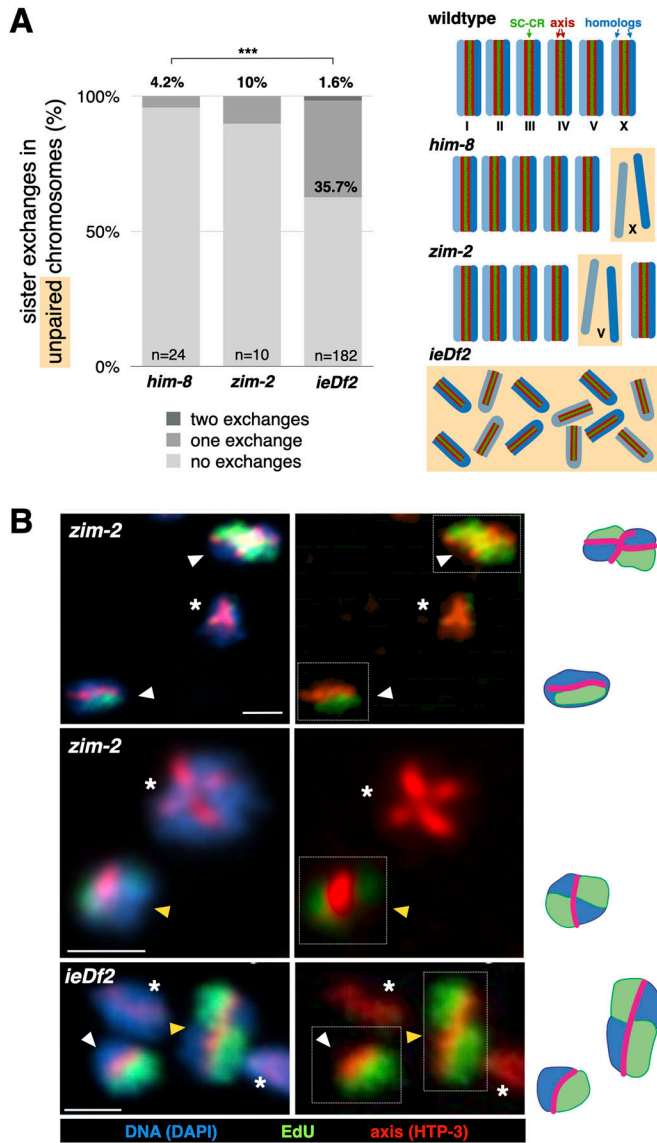 A
***
4.2%
10%
1.6%
100%
50%
0%
35.7%
sister exchanges in
unpaired chromosomes (%)
n=24
n=10
n=182
him-8
zim-2
ieDf2
two exchanges
one exchange
no exchanges
wildtype
SC-CR
axis
homologs
I
II
III
IV
V
X
him-8
X
zim-2
V
ieDf2
B
zim-2
*
*
zim-2
*
*
ieDf2
*
*
*
*
DNA (DAPI)
EdU
axis (HTP-3)